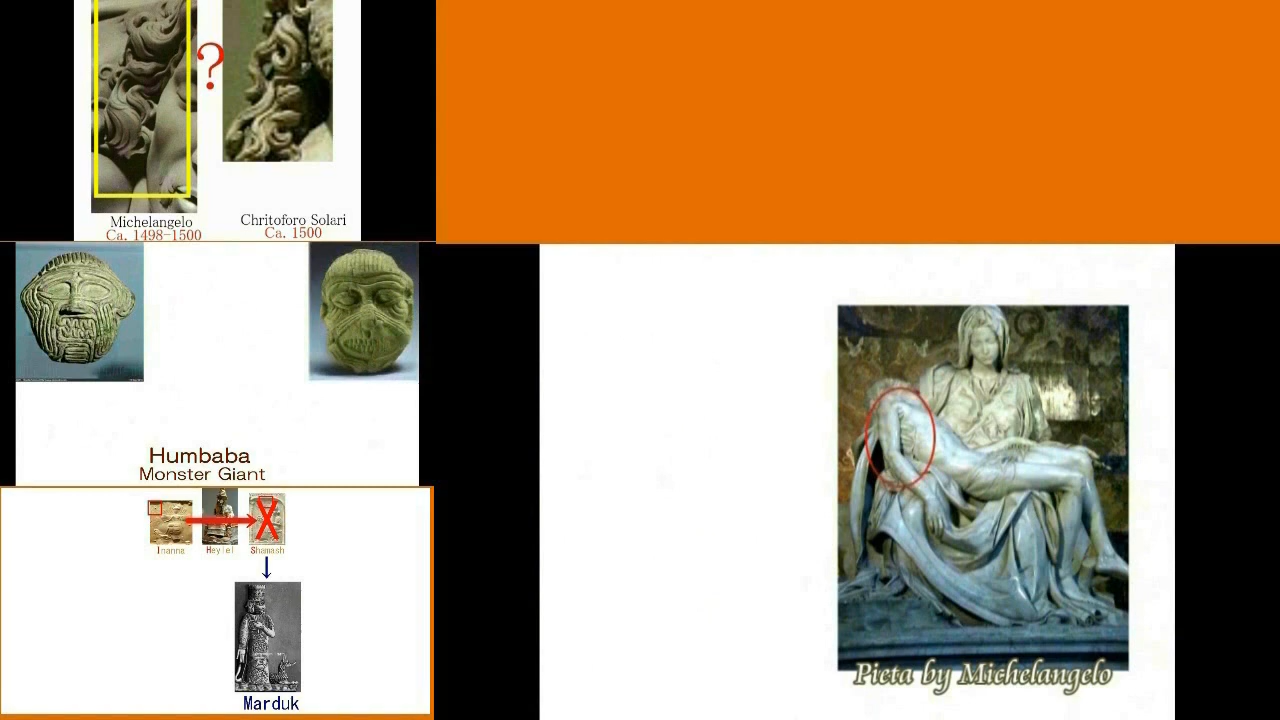 ?
Michelangelo
Ca. 1498-1500
Chritoforo Solari
Ca. 1500
Humbaba
Monster Giant
Inanna
Heylel
Shamash
X
Marduk
Pieta by Michelangelo